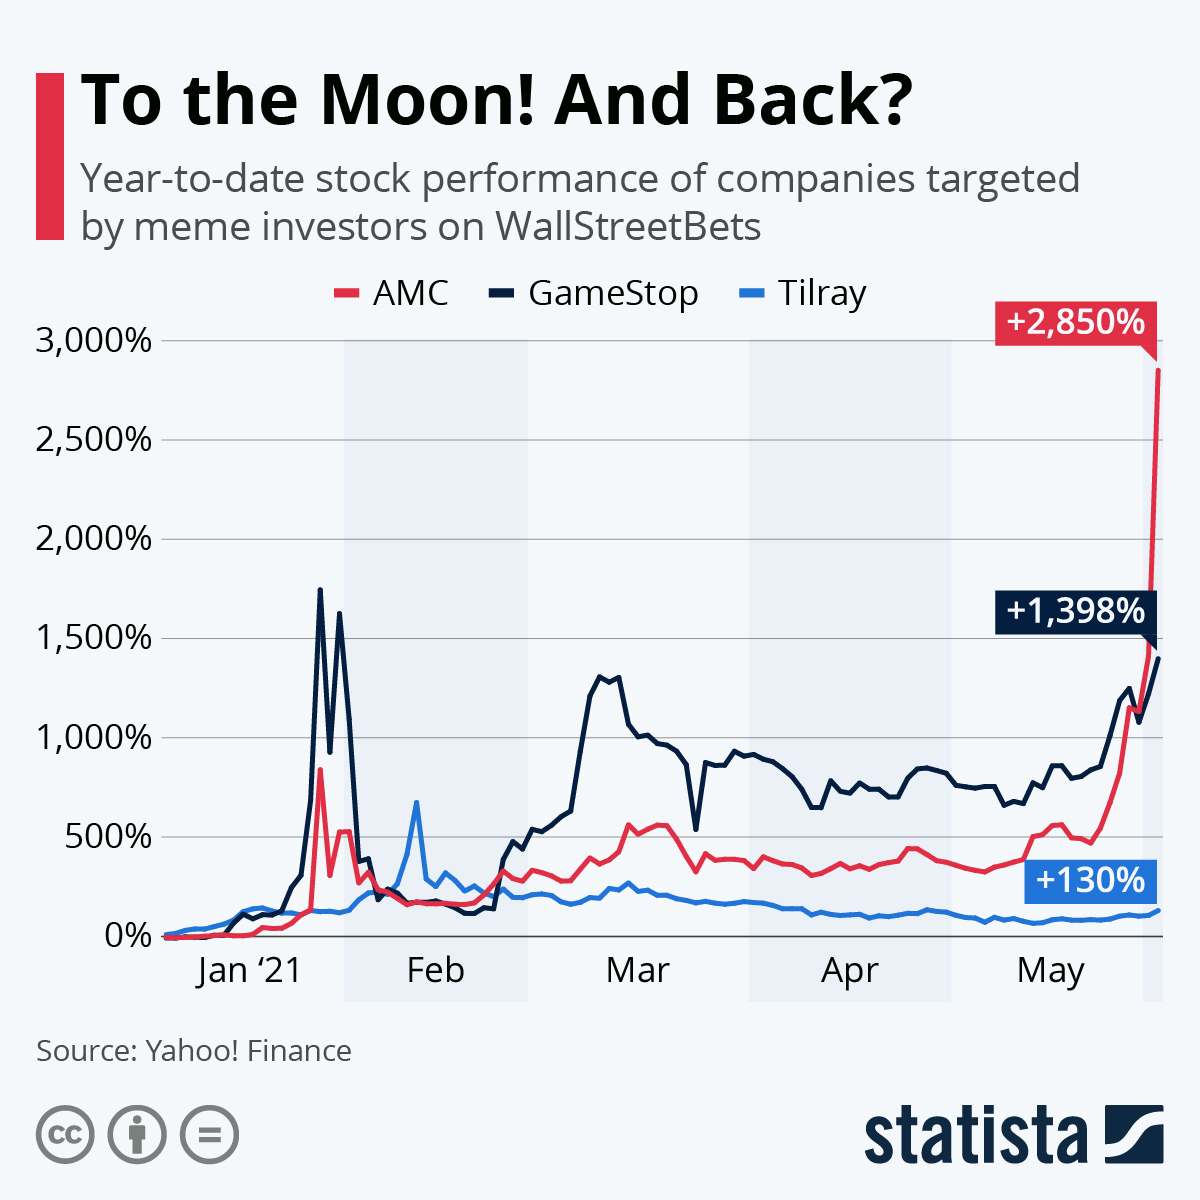 To the Moon! And Back?
Year-to-date stock performance of companies targeted
by meme investors on WallStreetBets
AMC GameStop Tilray
+2,850%
3,000%
2,500%
2,000%
+1,398%
1,500%
1,000%
500%
+130%
0%
Jan ‘21 Feb Mar Apr May
Source: Yahoo! Finance
cc
statista